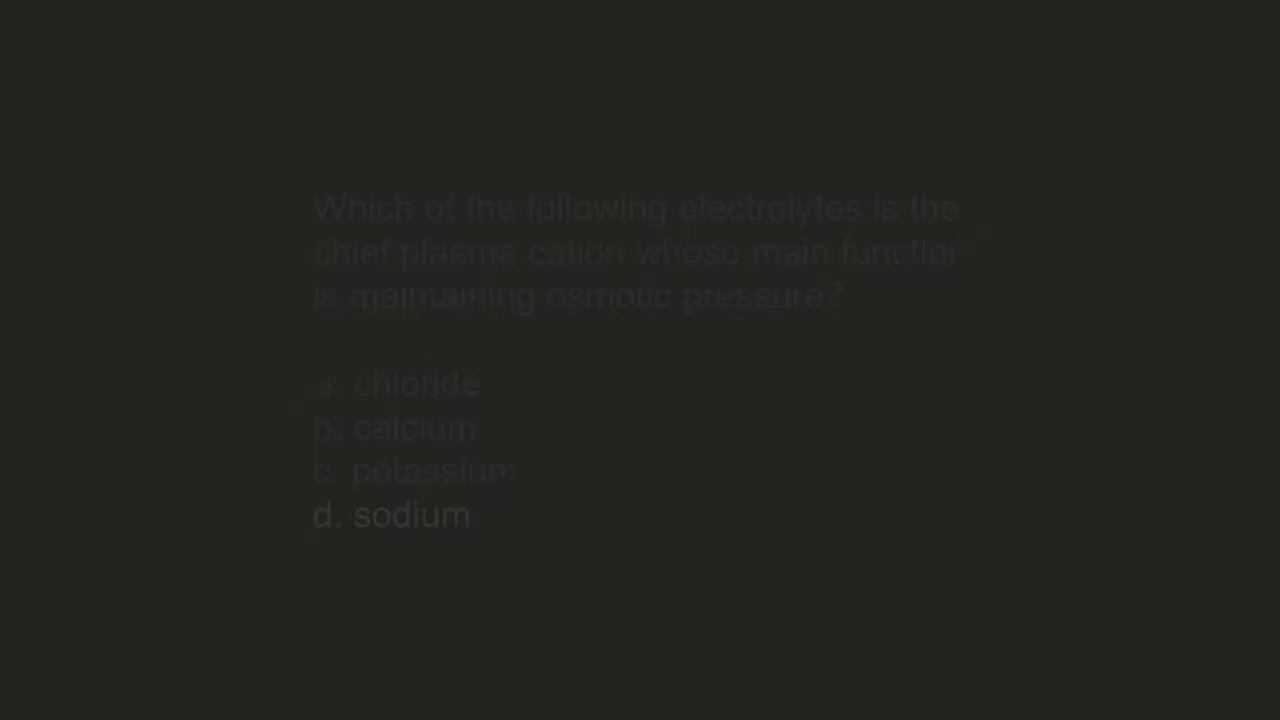 Which of the following electrolytes is the
chief plasma cation whose main function
is maintaining osmotic pressure?
a. chloride
b. calcium
c. potassium
d. sodium